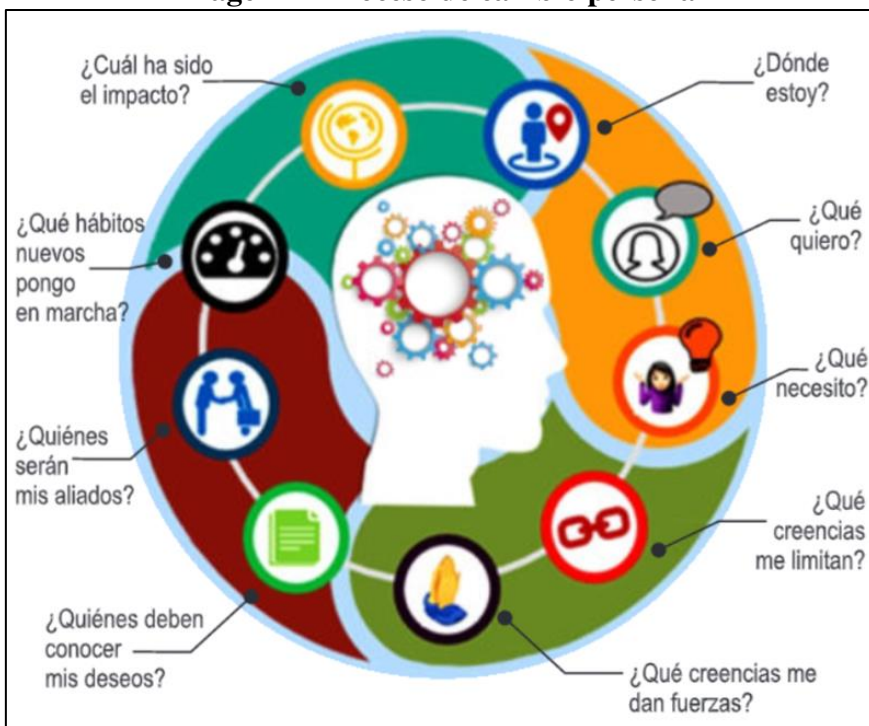 ¿Cuál ha sido
el impacto?
¿Dónde
estoy?
¿Qué
quiero?
¿Qué
necesito?
¿Qué
creencias
me limitan?
¿Qué creencias me
dan fuerzas?
¿Quiénes deben
conocer
mis deseos?
¿Quiénes
serán
mis aliados?
¿Qué hábitos
nuevos
pongo
en marcha?